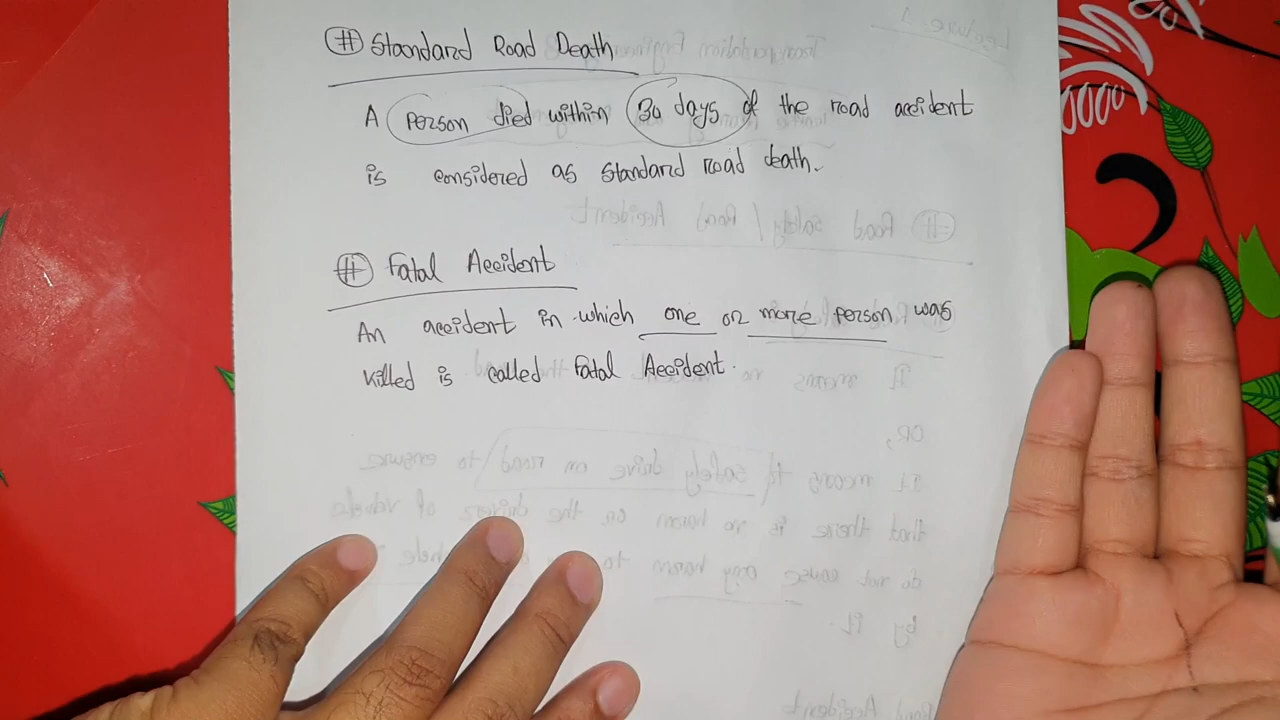 # Standard Road Death
A person died within 30 days of the road accident
is considered as standard road death.
# Fatal Accident
An accident in which one or more person was
killed is called Fatal Accident.